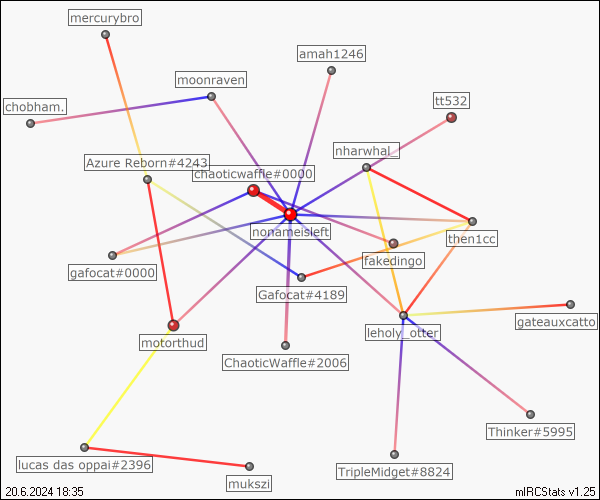 mercurybro
amah1246
moonraven
chobham.
tt532
nharwhal_
Azure Reborn#4243
chaoticwaffle#0000
nonameisleft
then1cc
fakedingo
gafocat#0000
Gafocat#4189
gateauxcatto
leholy_otter
motorthud
ChaoticWaffle#2006
Thinker#5995
lucas das oppai#2396
TripleMidget#8824
mukszi
20.6.2024 18:35
mIRCStats v1.25